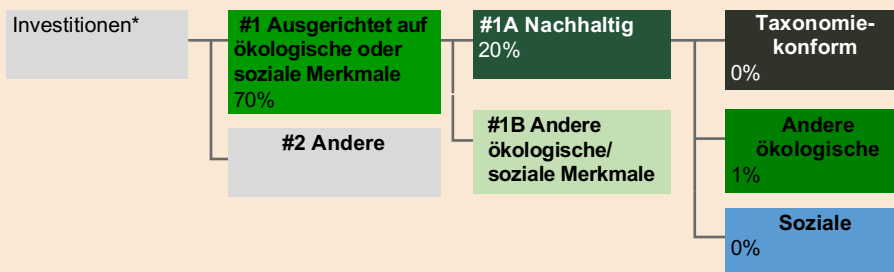 Investitionen*
#1 Ausgerichtet auf
ökologische oder
soziale Merkmale
70%
#2 Andere
#1A Nachhaltig
20%
#1B Andere
ökologische/
soziale Merkmale
Taxonomie-
konform
0%
Andere
ökologische
1%
Soziale
0%